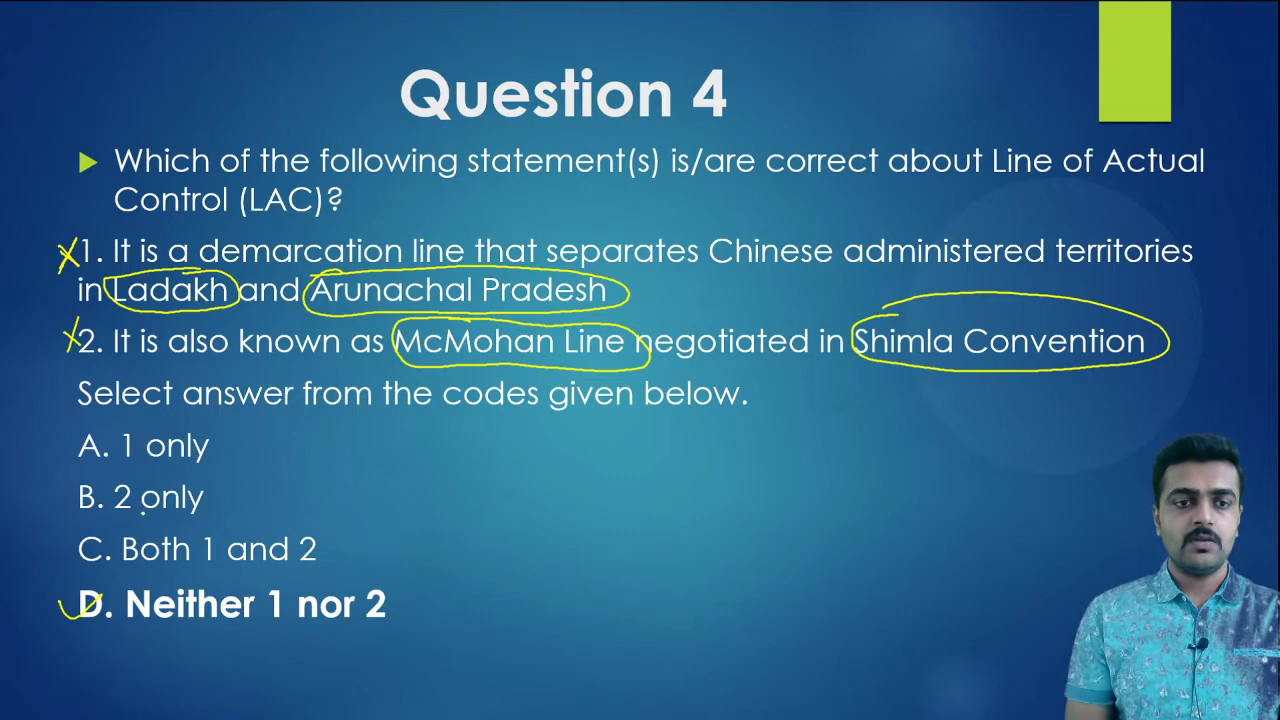 Question 4
Which of the following statement(s) is/are correct about Line of Actual
Control (LAC)?
1. It is a demarcation line that separates Chinese administered territories
in Ladakh and Arunachal Pradesh
2. It is also known as McMohan Line negotiated in Shimla Convention
Select answer from the codes given below.
A. 1 only
B. 2 only
C. Both 1 and 2
D. Neither 1 nor 2